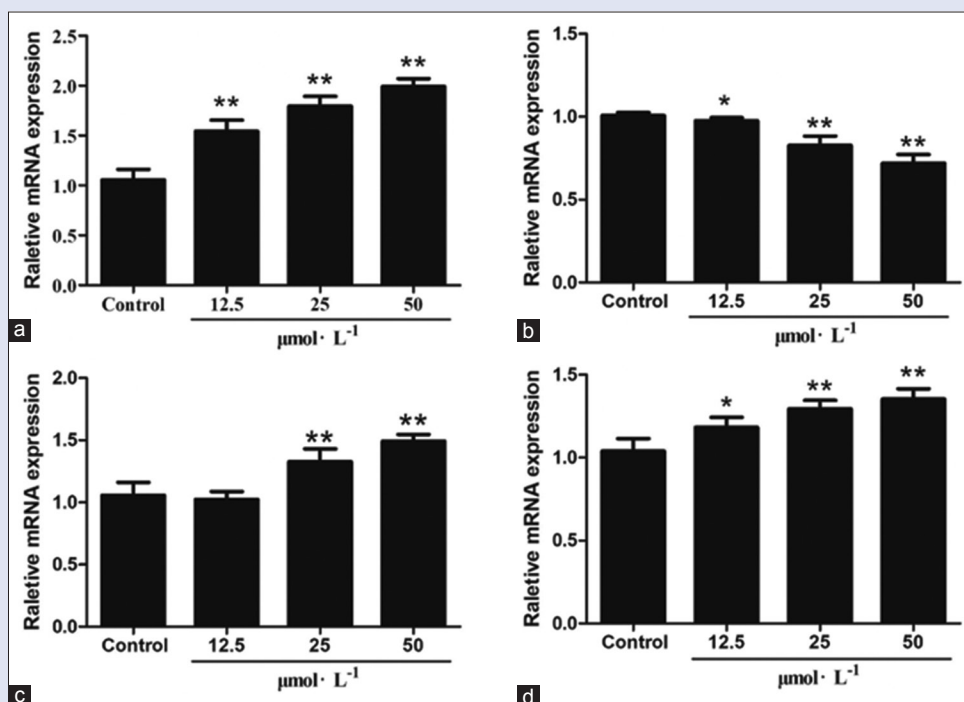 Raletive mRNA expression
2.5
2.0
1.5
1.0
0.5
0.0
** ** **
Control 12.5 25 50
μmol· L-1
a
Raletive mRNA expression
1.5
1.0
0.5
0.0
* ** **
Control 12.5 25 50
μmol· L-1
b
Raletive mRNA expression
2.0
1.5
1.0
0.5
0.0
** **
Control 12.5 25 50
μmol· L-1
c
Raletive mRNA expression
1.5
1.0
0.5
0.0
* ** **
Control 12.5 25 50
μmol· L-1
d